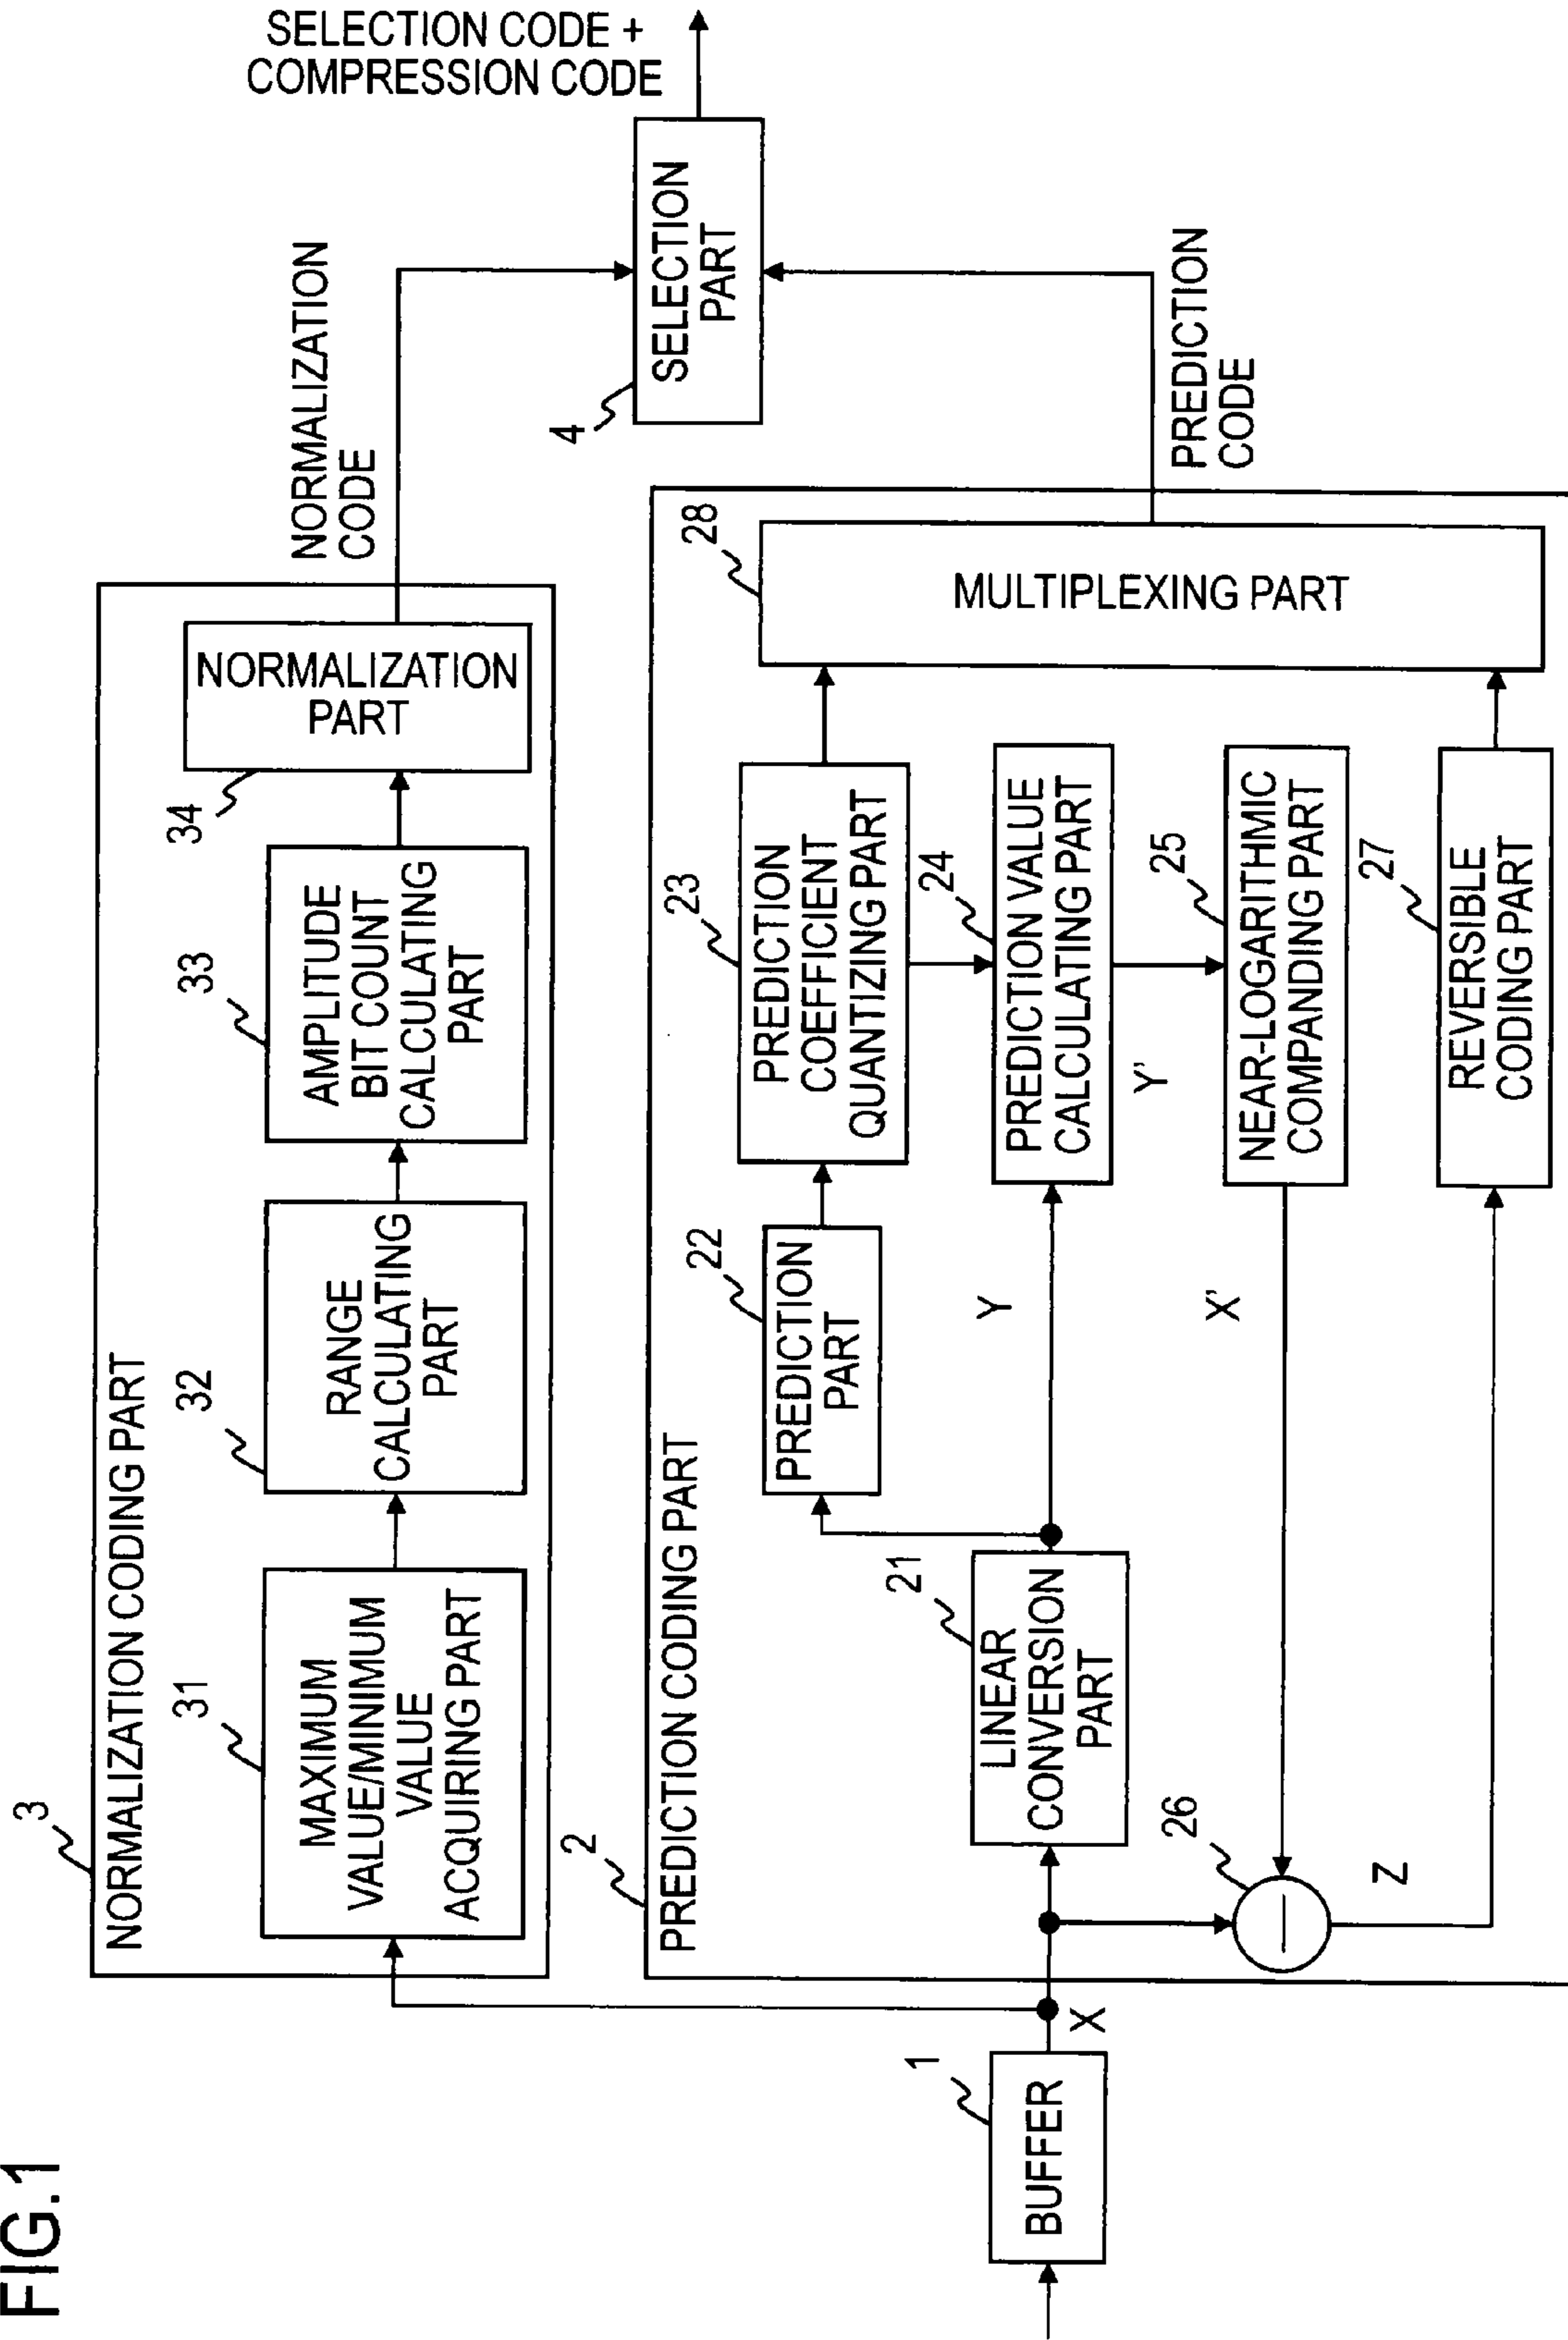 FIG.1
3
NORMALIZATION CODING PART
31
MAXIMUM
VALUE/MINIMUM
VALUE
ACQUIRING PART
32
RANGE
CALCULATING
PART
33
AMPLITUDE
BIT COUNT
CALCULATING
PART
34
NORMALIZATION
PART
NORMALIZATION
CODE
SELECTION CODE +
COMPRESSION CODE
4
SELECTION
PART
2
PREDICTION CODING PART
1
BUFFER
X
21
LINEAR
CONVERSION
PART
22
PREDICTION
PART
23
PREDICTION
COEFFICIENT
QUANTIZING PART
Y
24
PREDICTION VALUE
CALCULATING PART
Y'
25
NEAR-LOGARITHMIC
COMPANDING PART
X'
26
Z
27
REVERSIBLE
CODING PART
28
MULTIPLEXING PART
PREDICTION
CODE